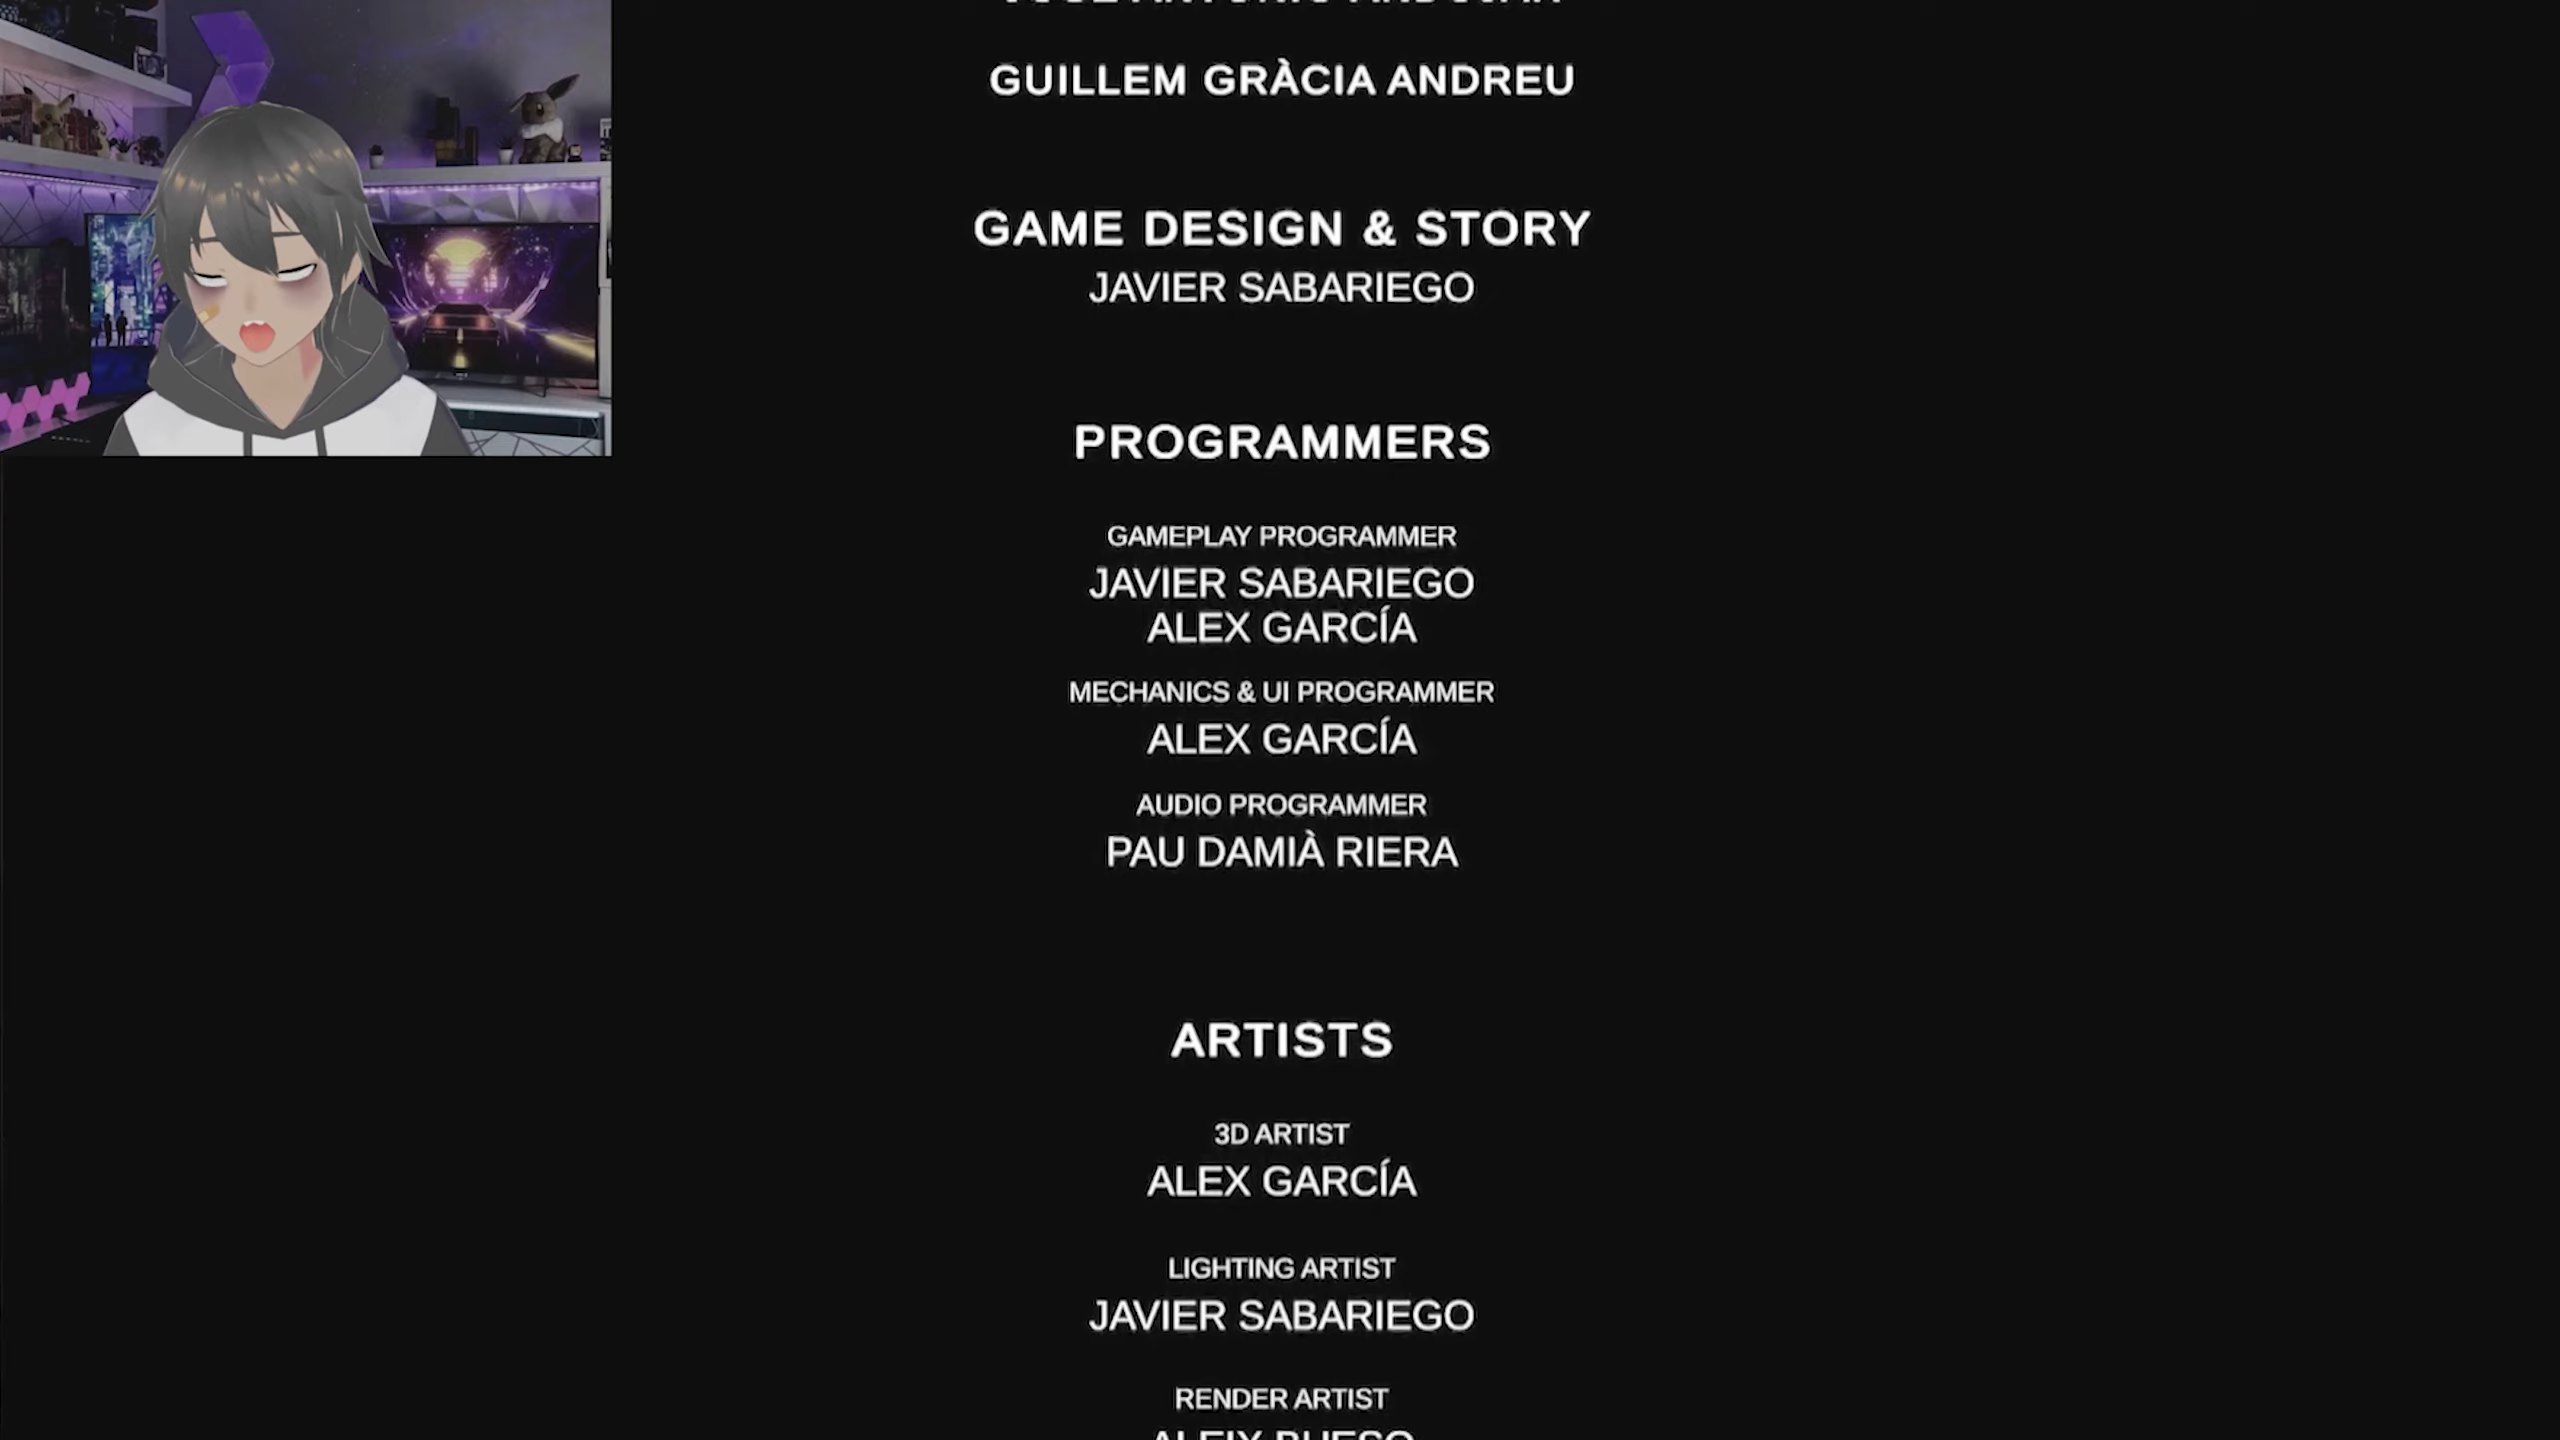 GUILLEM GRÀCIA ANDREU
GAME DESIGN & STORY
JAVIER SABARIEGO
PROGRAMMERS
GAMEPLAY PROGRAMMER
JAVIER SABARIEGO
ALEX GARCÍA
MECHANICS & UI PROGRAMMER
ALEX GARCÍA
AUDIO PROGRAMMER
PAU DAMIÀ RIERA
ARTISTS
3D ARTIST
ALEX GARCÍA
LIGHTING ARTIST
JAVIER SABARIEGO
RENDER ARTIST